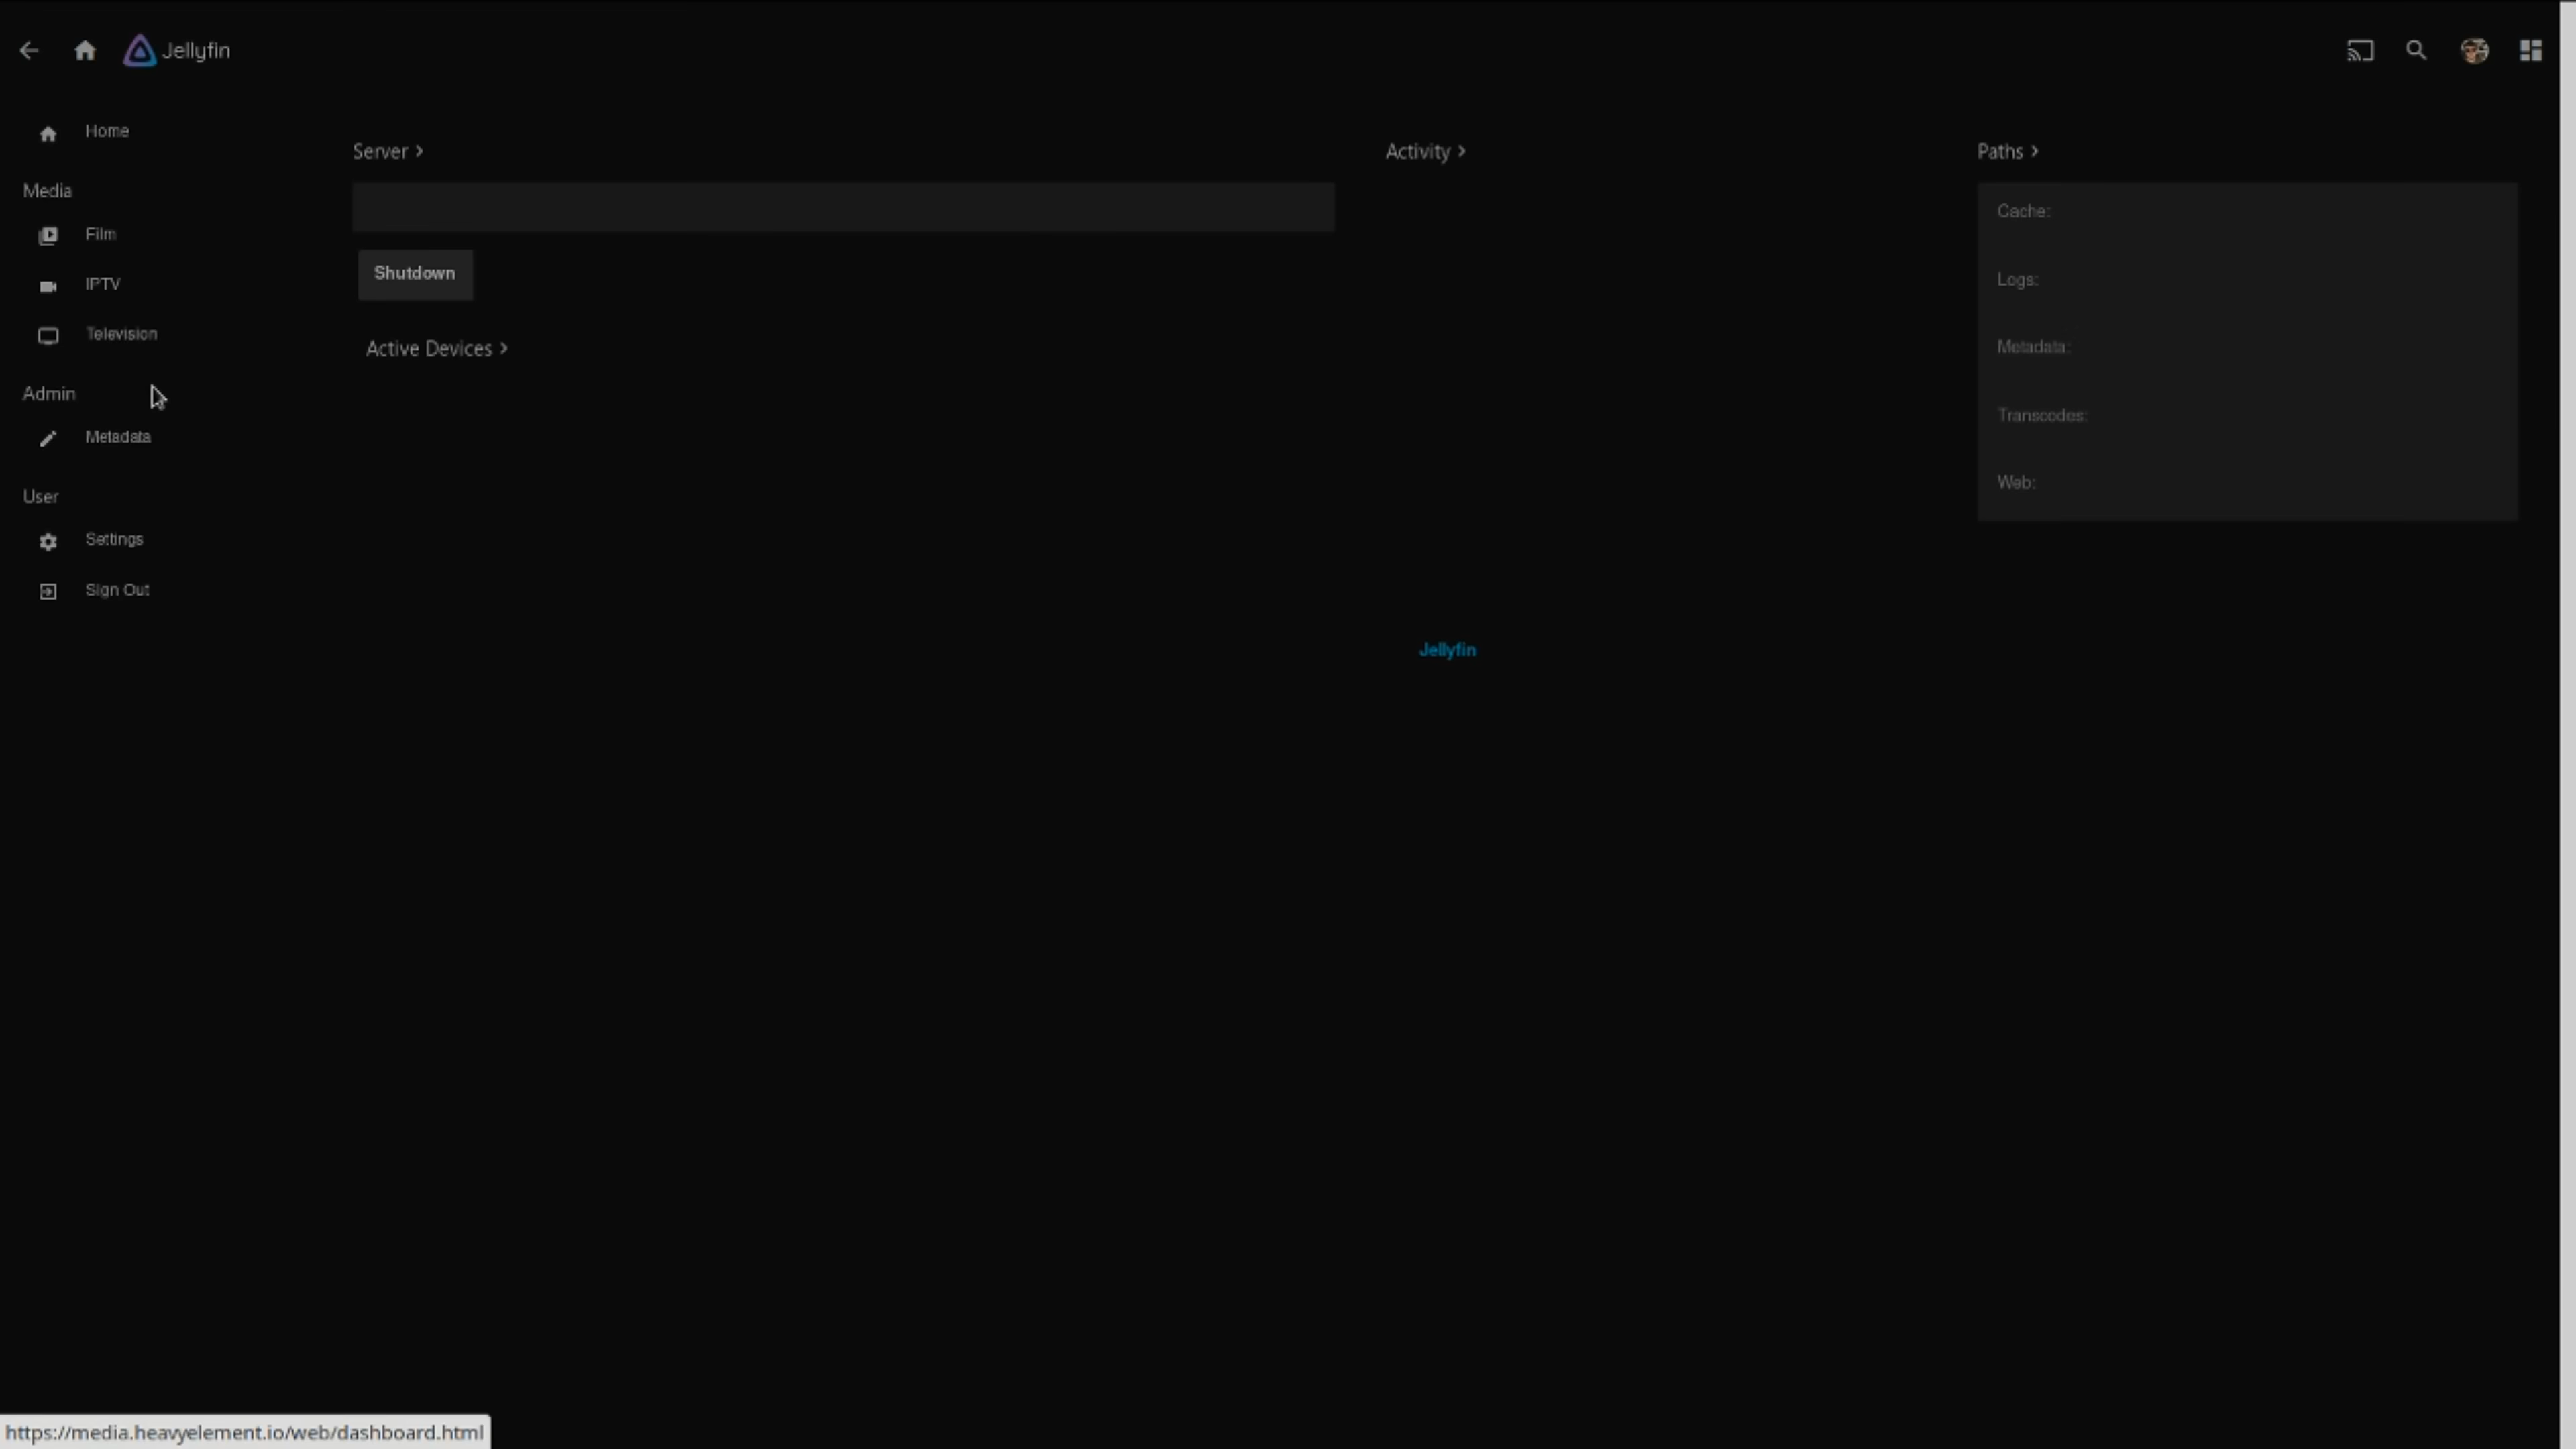 Jellyfin
Home
Media
Film
IPTV
Television
Admin
Metadata
User
Settings
Sign Out
Server
Shutdown
Active Devices
Activity
Paths
Cache:
Logs:
Metadata:
Transcodes:
Web:
Jellyfin
https://media.heavyelement.io/web/dashboard.html